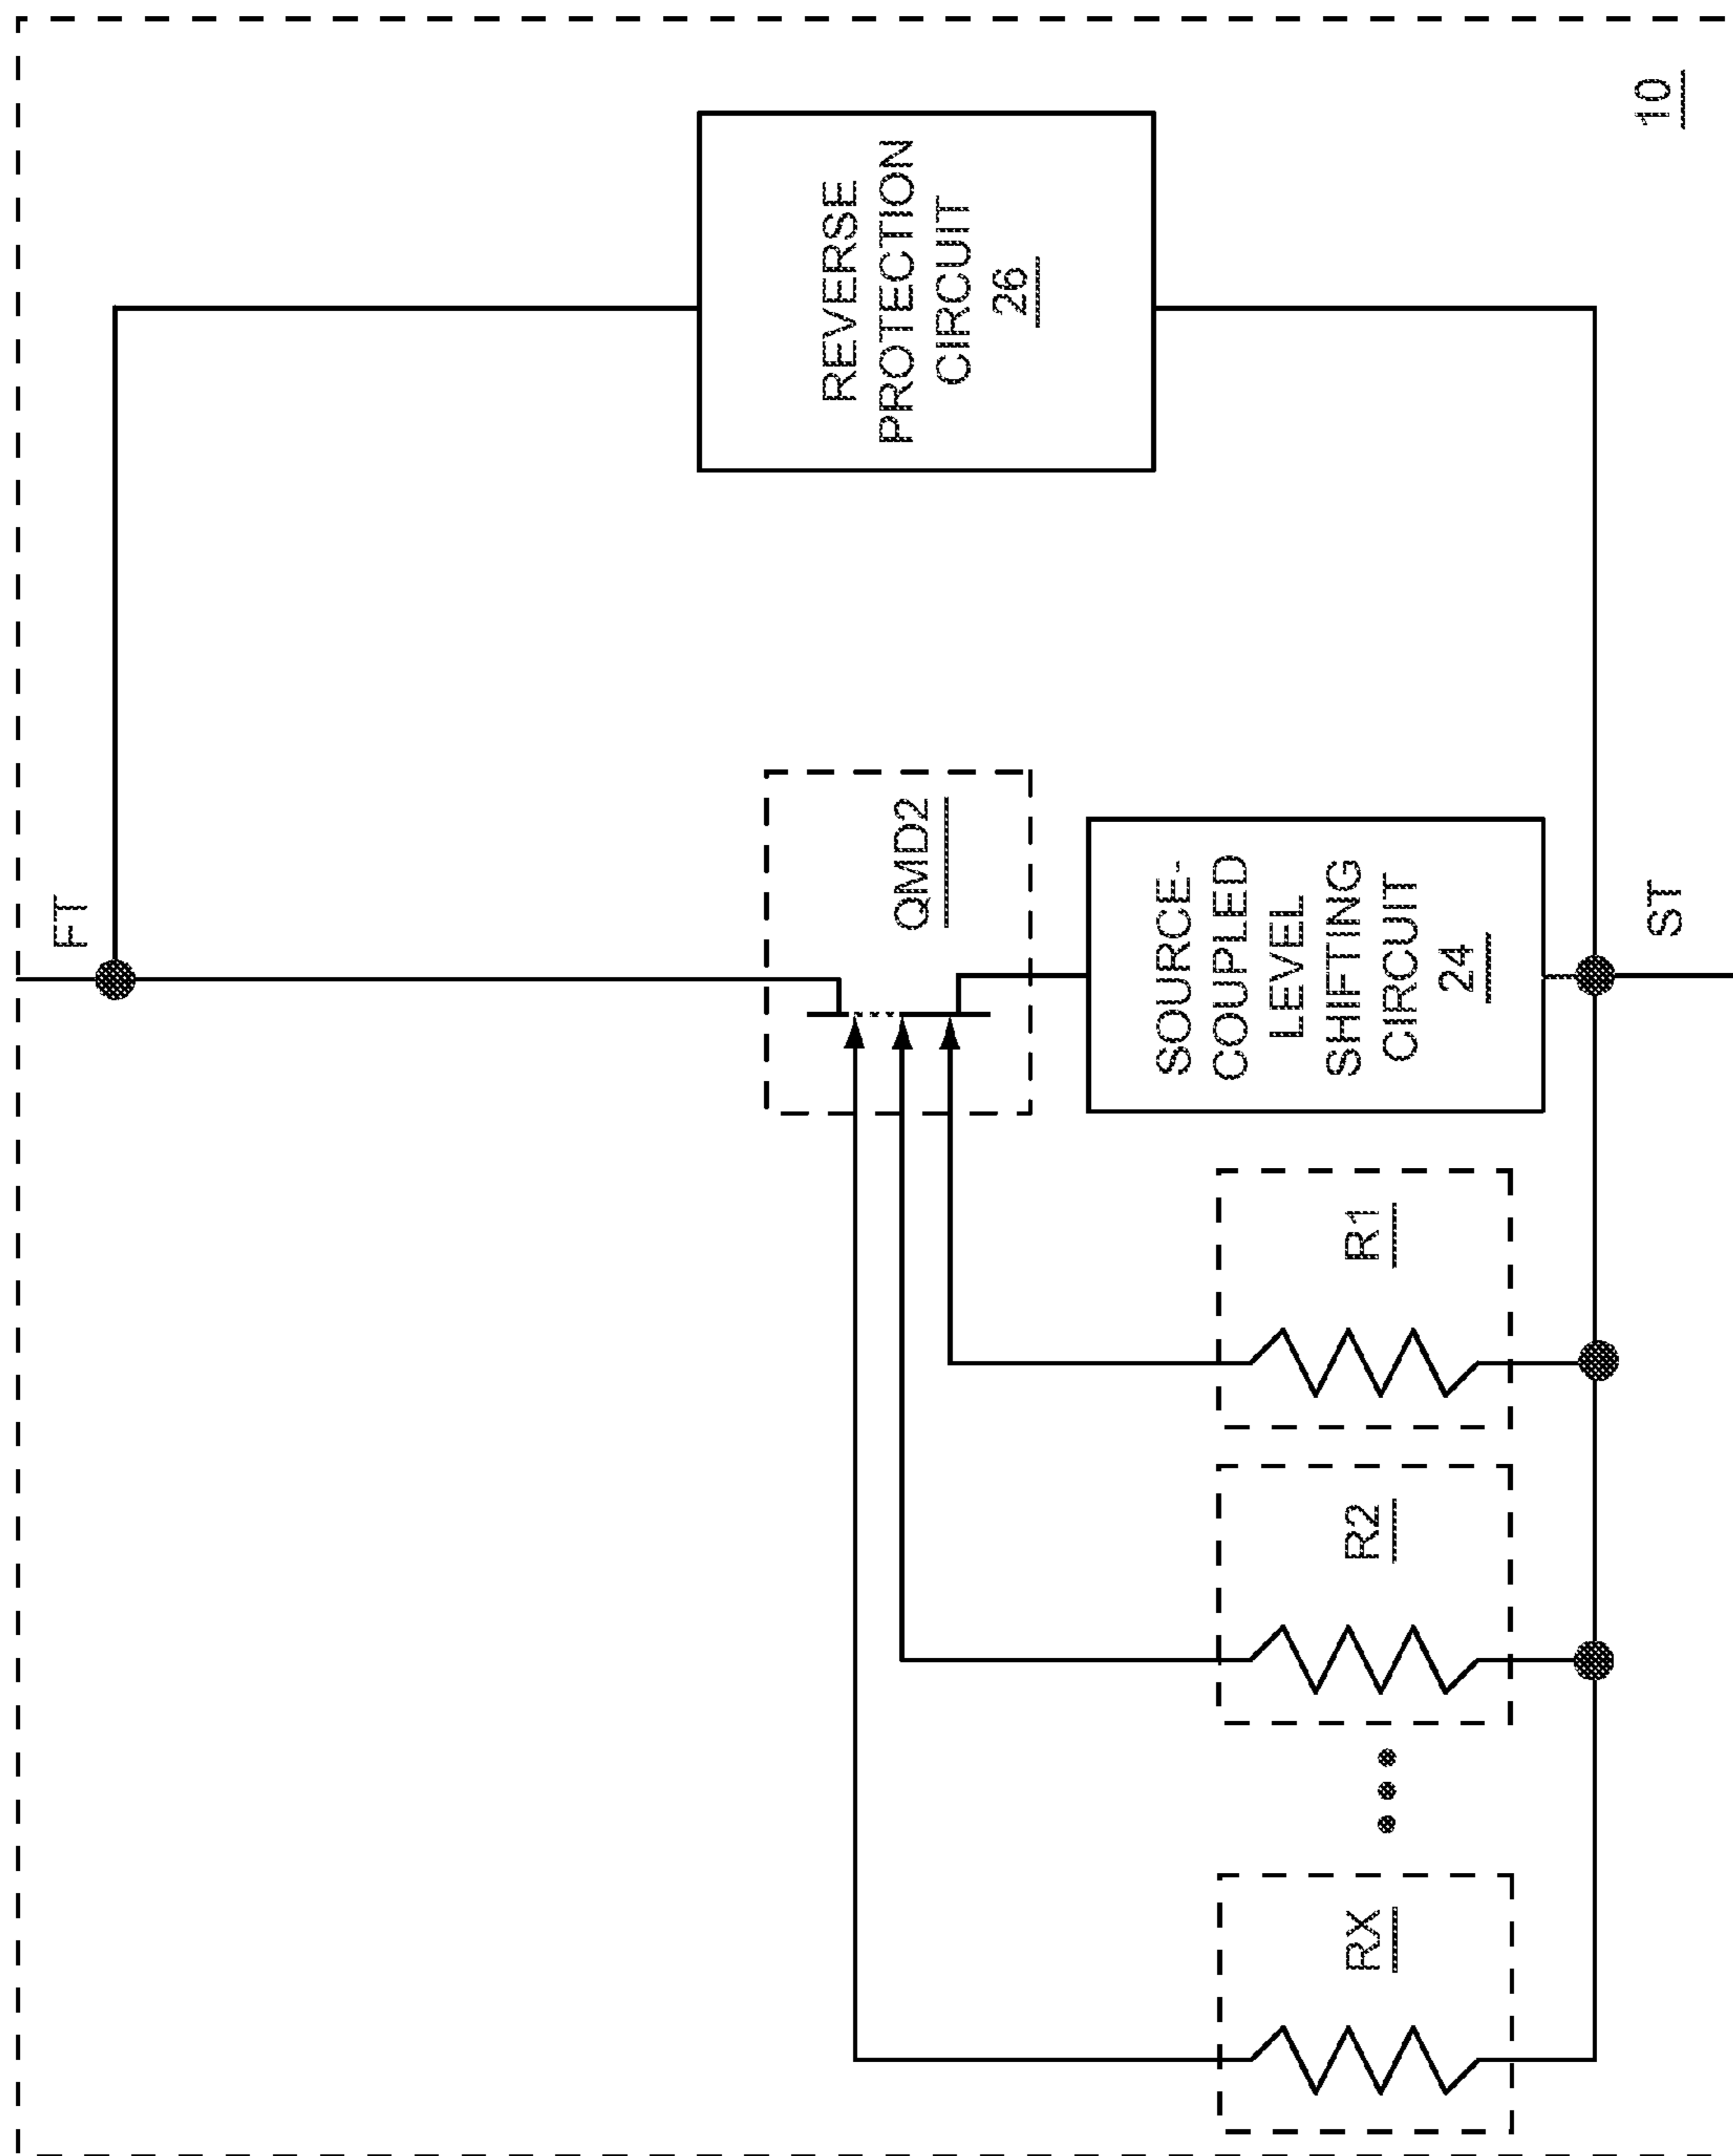 10
REVERSE
PROTECTION
CIRCUIT
26
FT
QMD2
SOURCE-
COUPLED
LEVEL
SHIFTING
CIRCUIT
24
ST
R1
R2
RX